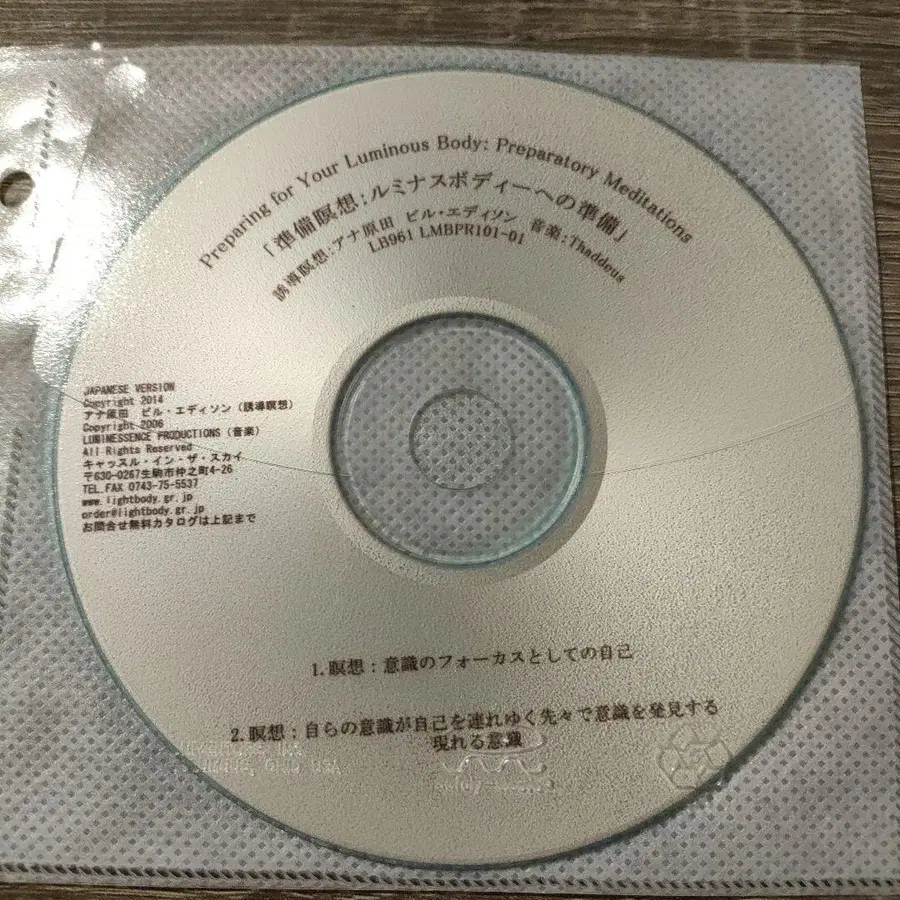 Preparing for Your Luminous Body: Preparatory Meditations
「準備瞑想;ルミナスボディーへの準備」
誘導瞑想:アナ原田 ビル・エディソン 音楽:Thaddeus
LB961 LMBPR101~01
JAPANESE VERSION
Copyright 2014
アナ原田 ビル・エディソン (誘導瞑想)
Copyright 2006
LUMINESSENCE PRODUCTIONS (音楽)
All Rights Reserved
キャッスル・イン・ザ・スカイ
〒630-0267生駒市仲之町4-26
TEL.FAX 0743-75-5537
www.lightbody.gr.jp
order@lightbody.gr.jp
お問合せ無料カタログは上記まで
1.瞑想:意識のフォーカスとしての自己
2.瞑想;自らの意識が自己を連れゆく先々で意識を発見する
現れる意識